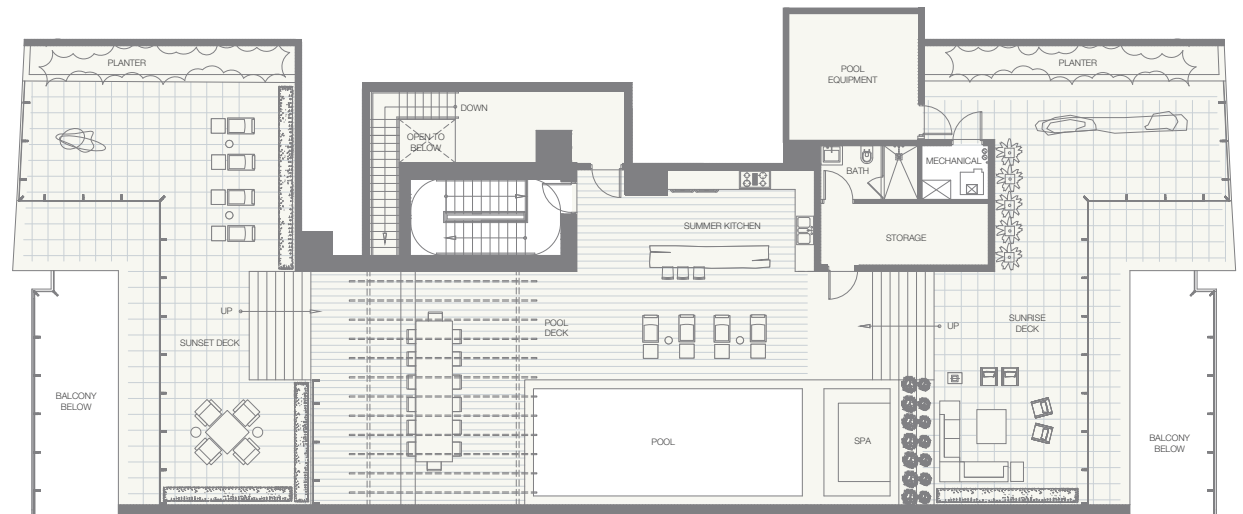 PLANTER
POOL
EQUIPMENT
PLANTER
DOWN
OPEN TO
BELOW
BATH
MECHANICAL
SUMMER KITCHEN
STORAGE
UP
POOL
DECK
UP
SUNRISE
DECK
SUNSET DECK
BALCONY
BELOW
POOL
SPA
BALCONY
BELOW